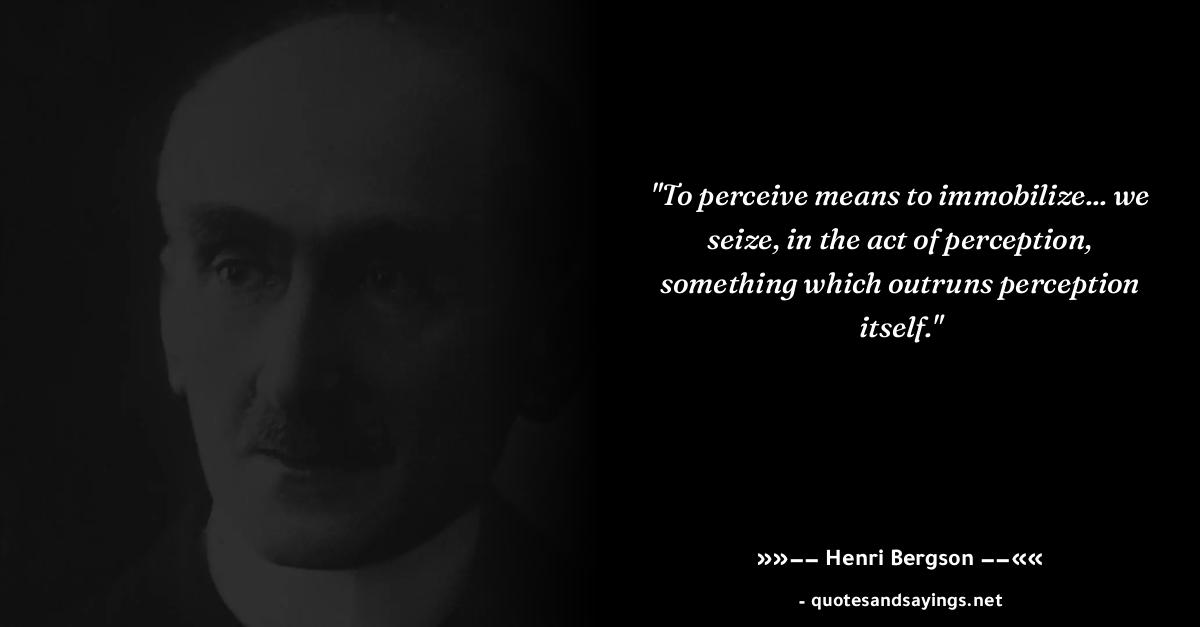 "To perceive means to immobilize... we
seize, in the act of perception,
something which outruns perception
itself."
»»−− Henri Bergson −−««
- quotesandsayings.net